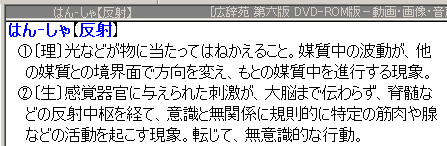 はん-しゃ【反射】 [広辞苑 第六版 DVD-ROM版-動画・画像・音
はん‐しゃ【反射】
①〔理〕光などが物に当たってはねかえること。媒質中の波動が、他
の媒質との境界面で方向を変え、もとの媒質中を進行する現象。
②〔生〕感覚器官に与えられた刺激が、大脳まで伝わらず、脊髄な
どの反射中枢を経て、意識と無関係に規則的に特定の筋肉や腺
などの活動を起こす現象。転じて、無意識的な行動。